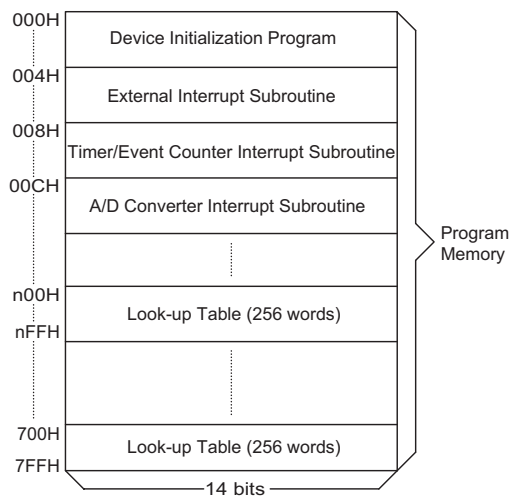 000H
Device Initialization Program
004H
External Interrupt Subroutine
008H
Timer/Event Counter Interrupt Subroutine
00CH
A/D Converter Interrupt Subroutine
Program
Memory
n00H
Look-up Table (256 words)
nFFH
700H
Look-up Table (256 words)
7FFH
14 bits